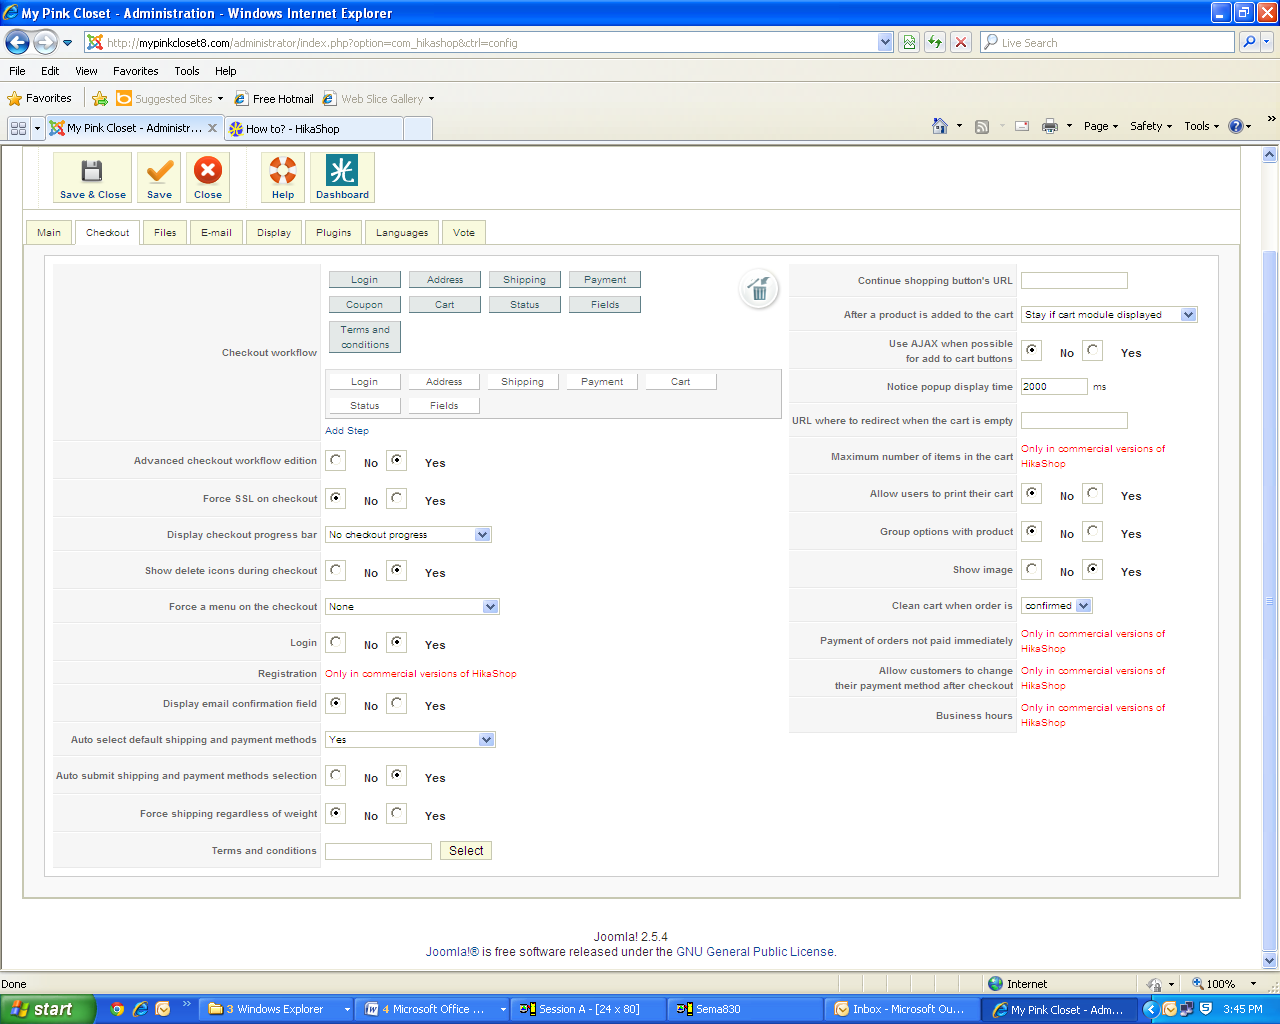 My Pink Closet - Administration - Windows Internet Explorer
http://mypinkcloset8.com/administrator/index.php?option=com_hikashop&ctrl=config
Live Search
File Edit View Favorites Tools Help
Favorites Suggested Sites Free Hotmail Web Slice Gallery
My Pink Closet - Administr... X How to? - HikaShop
Page Safety Tools
Save & Close Save Close Help Dashboard
Main Checkout Files E-mail Display Plugins Languages Vote
Checkout workflow
Login Address Shipping Payment
Coupon Cart Status Fields
Terms and
conditions
Login Address Shipping Payment Cart
Status Fields
Add Step
Advanced checkout workflow edition No Yes
Force SSL on checkout No Yes
Display checkout progress bar No checkout progress
Show delete icons during checkout No Yes
Force a menu on the checkout None
Login No Yes
Registration Only in commercial versions of HikaShop
Display email confirmation field No Yes
Auto select default shipping and payment methods Yes
Auto submit shipping and payment methods selection No Yes
Force shipping regardless of weight No Yes
Terms and conditions Select
Continue shopping button's URL
After a product is added to the cart Stay if cart module displayed
Use AJAX when possible
for add to cart buttons No Yes
Notice popup display time 2000 ms
URL where to redirect when the cart is empty
Maximum number of items in the cart Only in commercial versions of
HikaShop
Allow users to print their cart No Yes
Group options with product No Yes
Show image No Yes
Clean cart when order is confirmed
Payment of orders not paid immediately Only in commercial versions of
HikaShop
Allow customers to change
their payment method after checkout Only in commercial versions of
HikaShop
Business hours Only in commercial versions of
HikaShop
Joomla! 2.5.4
Joomla!® is free software released under the GNU General Public License.
Done Internet 100%
start 3 Windows Explorer 4 Microsoft Office ... Session A - [24 x 80] Sema830 Inbox - Microsoft Ou... My Pink Closet - Adm... 3:45 PM